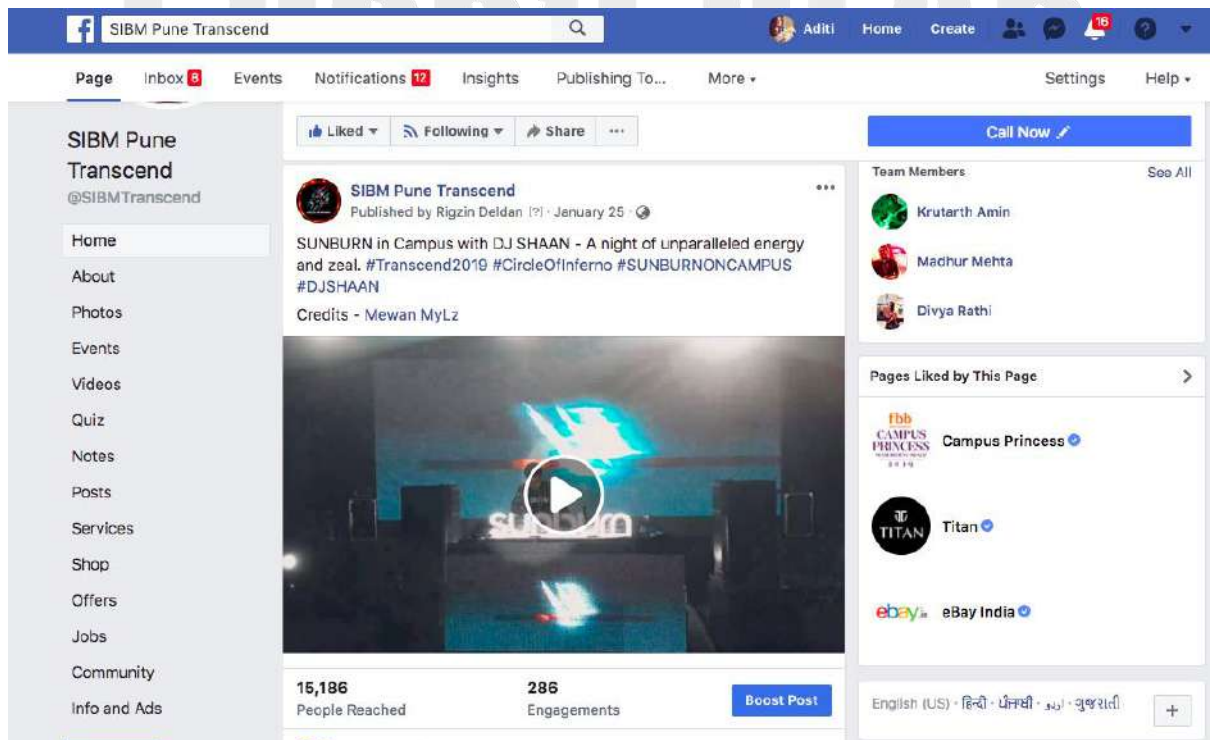 SIBM Pune Transcend
Aditi
Home
Create
16
Page
Inbox 8
Events
Notifications 12
Insights
Publishing To...
More
Settings
Help
SIBM Pune
Transcend
@SIBMTranscend
Home
About
Photos
Events
Videos
Quiz
Notes
Posts
Services
Shop
Offers
Jobs
Community
Info and Ads
Liked
Following
Share
Call Now
SIBM Pune Transcend
Published by Rigzin Deldan [?] · January 25 ·
SUNBURN in Campus with DJ SHAAN - A night of unparalleled energy
and zeal. #Transcend2019 #CircleOfInferno #SUNBURNONCAMPUS
#DJSHAAN
Credits - Mewan MyLz
sunburn
15,186
People Reached
286
Engagements
Boost Post
Team Members
See All
Krutarth Amin
Madhur Mehta
Divya Rathi
Pages Liked by This Page
fbb
CAMPUS
PRINCESS
2019
Campus Princess
TITAN
Titan
ebay.in
eBay India
English (US) · हिन्दी · ਪੰਜਾਬੀ · اردو · ગુજરાતી